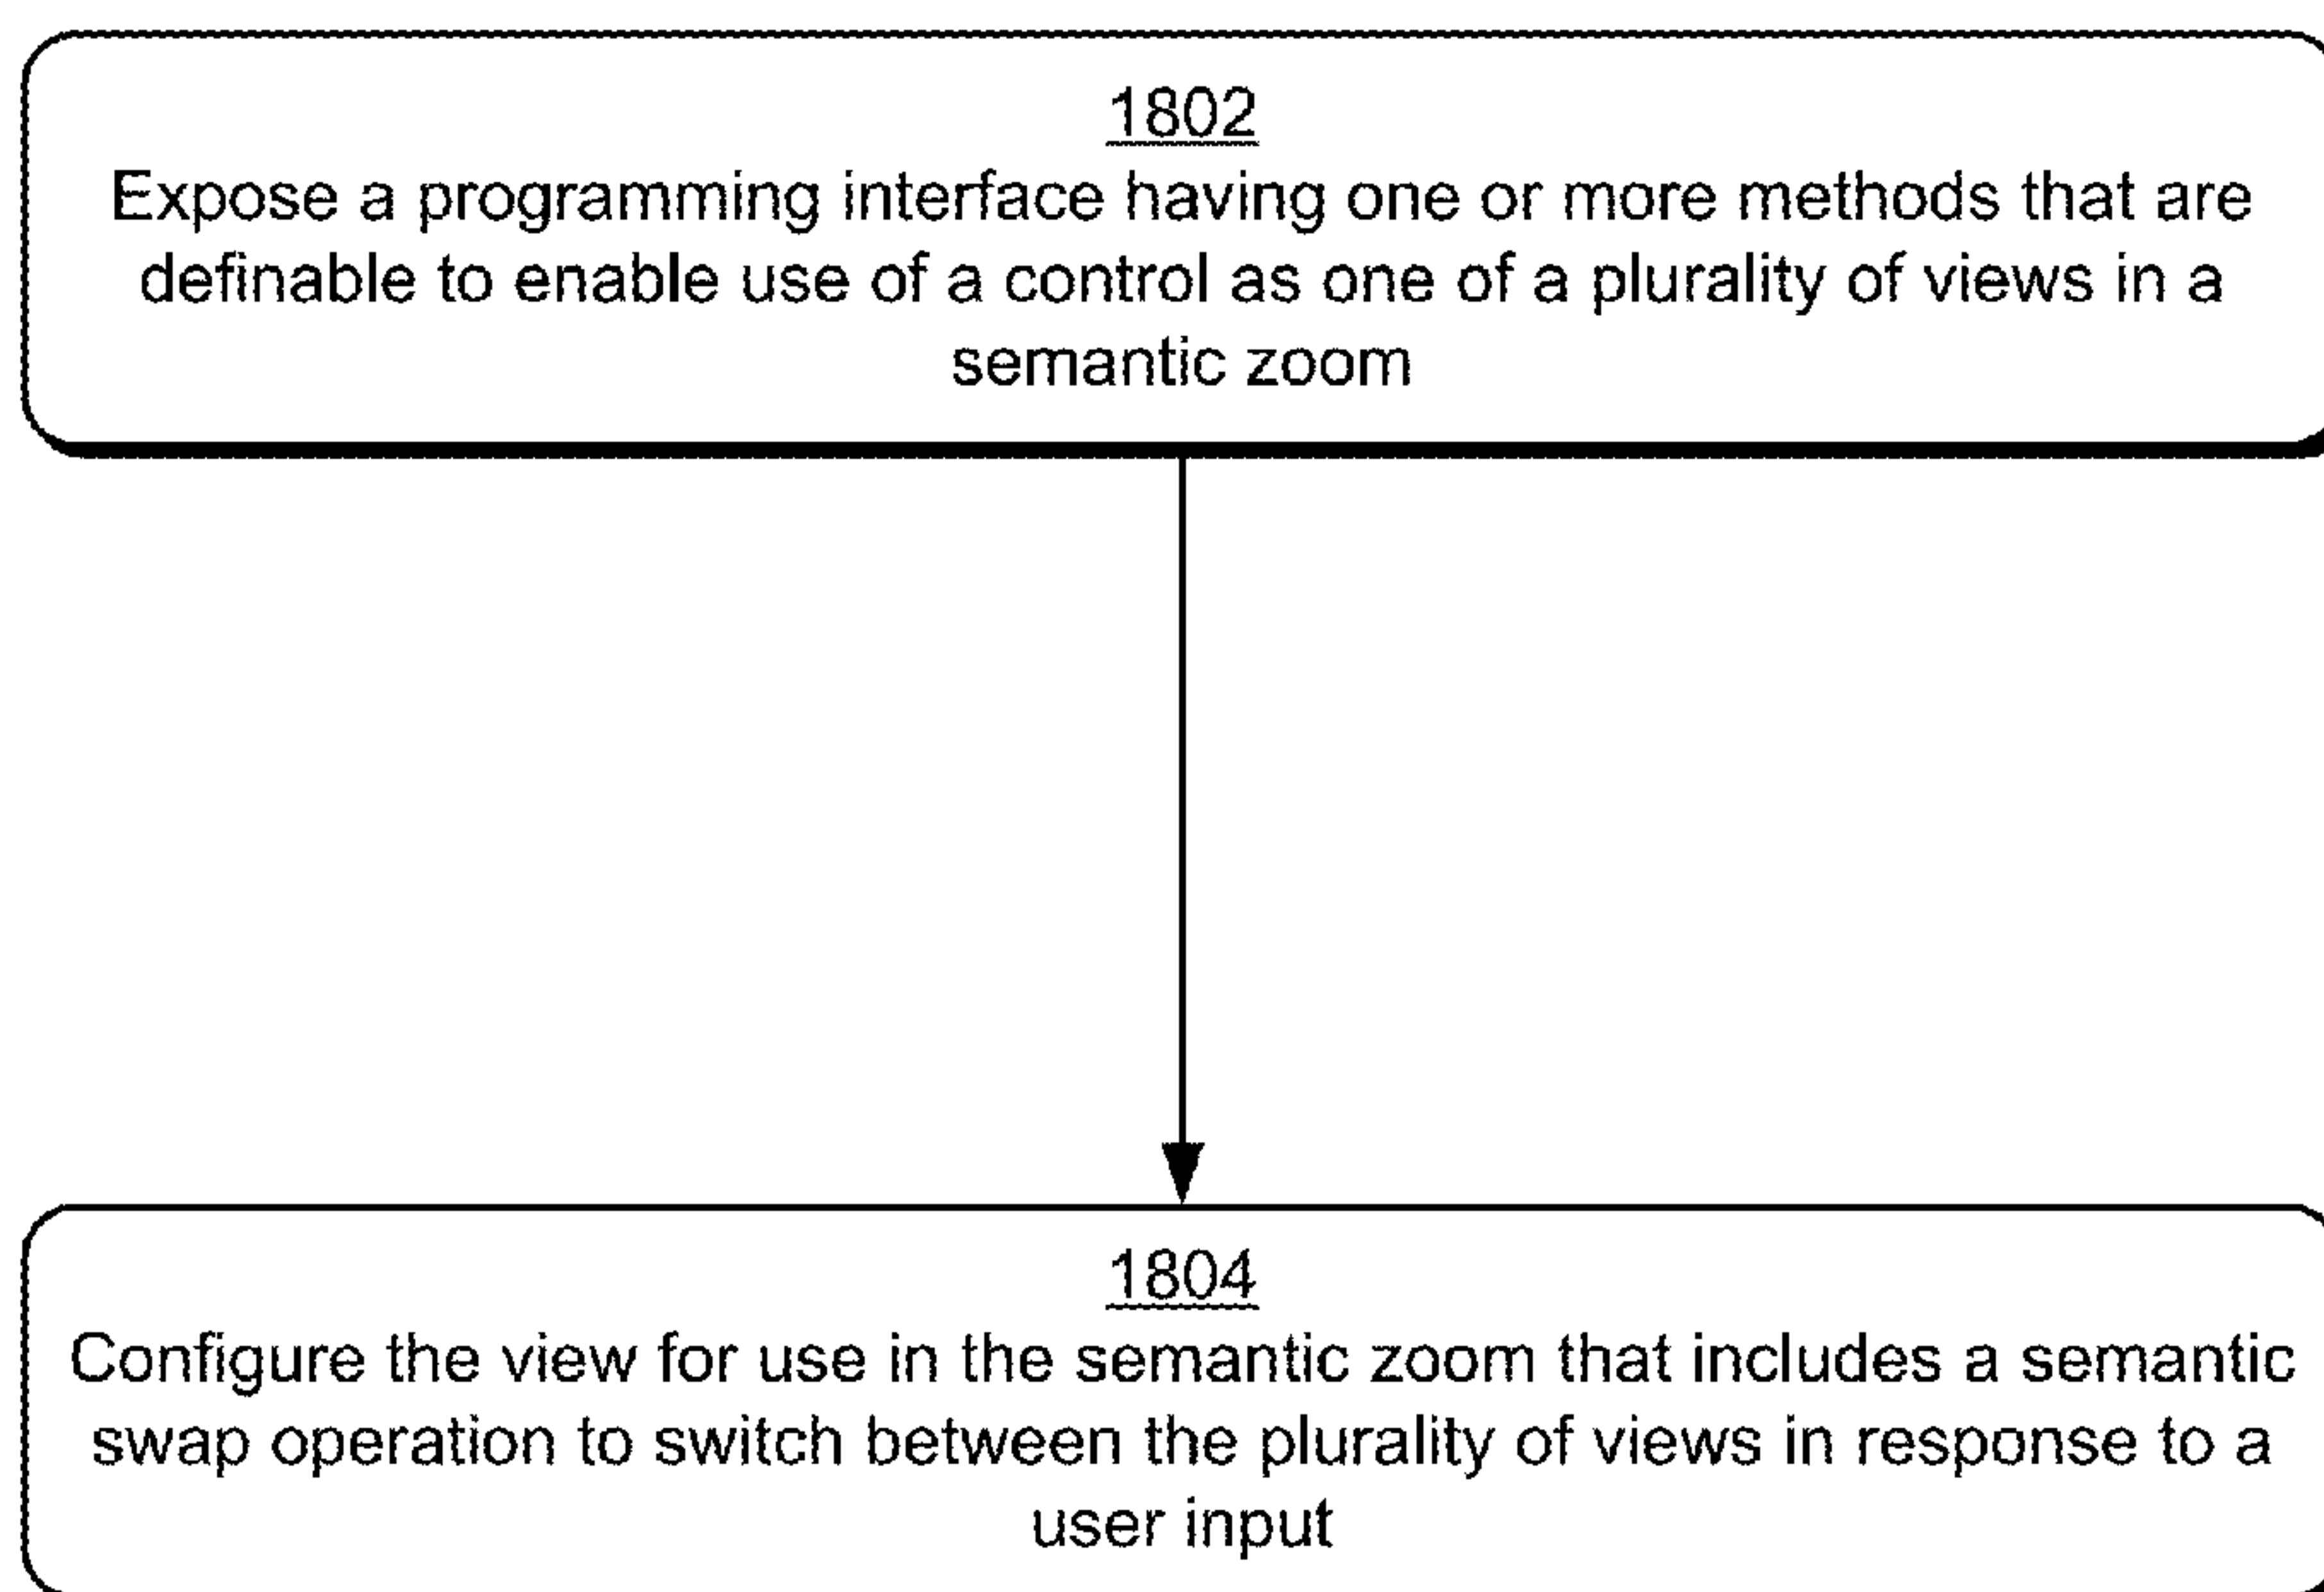 1802
Expose a programming interface having one or more methods that are
definable to enable use of a control as one of a plurality of views in a
semantic zoom
1804
Configure the view for use in the semantic zoom that includes a semantic
swap operation to switch between the plurality of views in response to a
user input